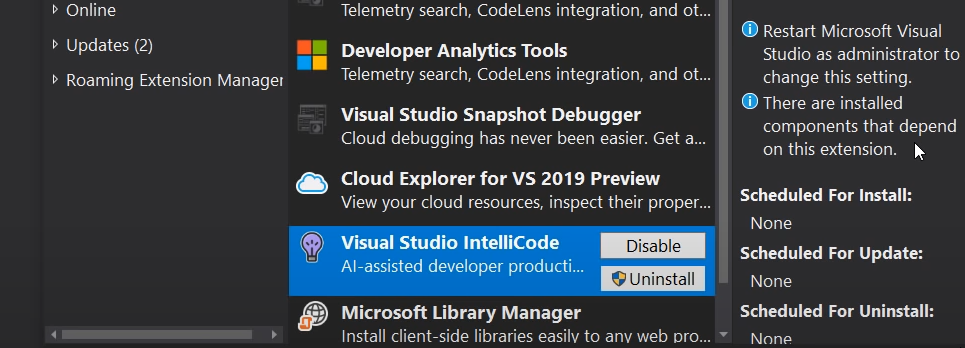 Online
Updates (2)
Roaming Extension Manager
Telemetry search, CodeLens integration, and ot...
Developer Analytics Tools
Telemetry search, CodeLens integration, and ot...
Visual Studio Snapshot Debugger
Cloud debugging has never been easier. Get a...
Cloud Explorer for VS 2019 Preview
View your cloud resources, inspect their proper...
Visual Studio IntelliCode
AI-assisted developer producti...
Disable
Uninstall
Microsoft Library Manager
Install client-side libraries easily to any web pro...
Restart Microsoft Visual
Studio as administrator to
change this setting.
There are installed
components that depend
on this extension.
Scheduled For Install:
None
Scheduled For Update:
None
Scheduled For Uninstall:
None